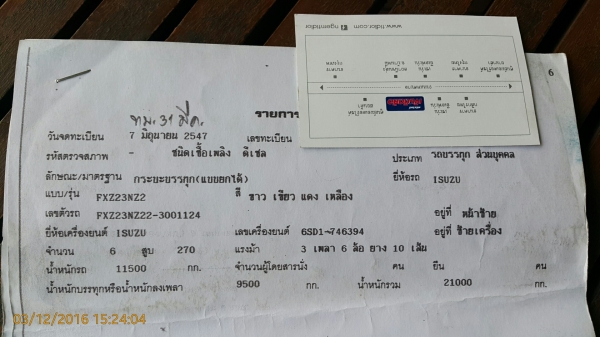 www.tidlor.com ngerntidlor
6
ทม. 31 มี.ค.
รายการ
วันจดทะเบียน 7 มิถุนายน 2547 เลขทะเบียน
รหัสตรวจสภาพ - ชนิดเชื้อเพลิง ดีเซล ประเภท รถบรรทุก ส่วนบุคคล
ลักษณะ/มาตรฐาน กระบะบรรทุก(แบบยกได้) ยี่ห้อรถ ISUZU
แบบ/รุ่น FXZ23NZ2 สี ขาว เขียว แดง เหลือง
เลขตัวรถ FXZ23NZ22-3001124 อยู่ที่ หน้าซ้าย
ยี่ห้อเครื่องยนต์ ISUZU เลขเครื่องยนต์ 6SD1-746394 อยู่ที่ ซ้ายเครื่อง
จำนวน 6 สูบ 270 แรงม้า 3 เพลา 6 ล้อ ยาง 10 เส้น
น้ำหนักรถ 11500 กก. จำนวนผู้โดยสารนั่ง คน ยืน คน
น้ำหนักบรรทุกหรือน้ำหนักลงเพลา 9500 กก. น้ำหนักรวม 21000 กก.
03/12/2016 15:24:04